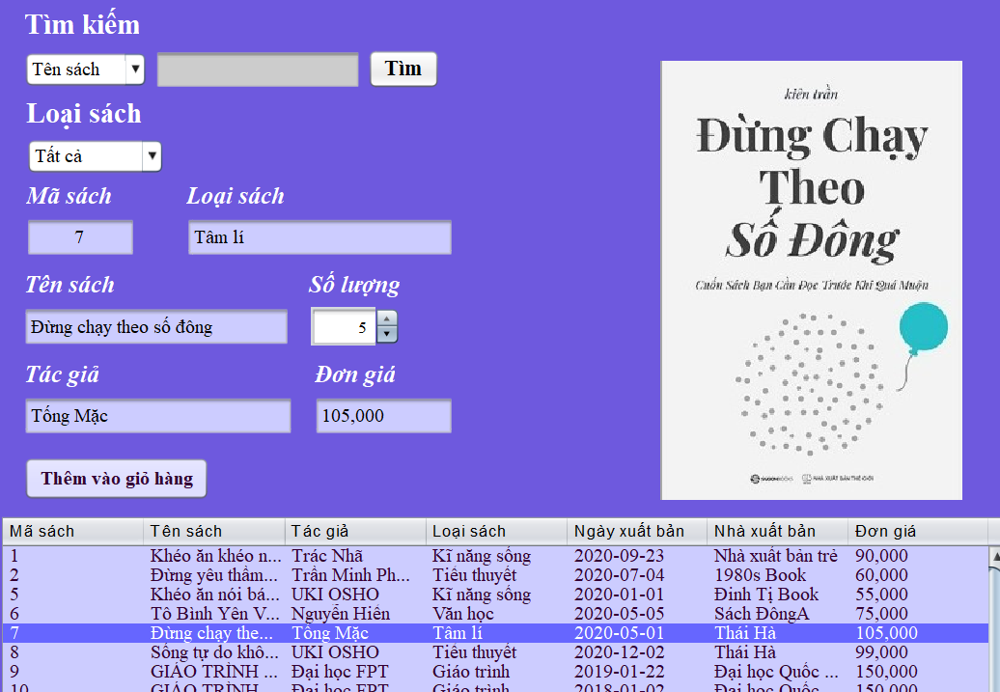 Tìm kiếm
Tên sách
Tìm
Loại sách
Tất cả
Mã sách Loại sách
7 Tâm lí
Tên sách Số lượng
Đừng chạy theo số đông 5
Tác giả Đơn giá
Tống Mặc 105,000
Thêm vào giỏ hàng
kiên trần
Đừng Chạy
Theo
Số Đông
Cuốn Sách Bạn Cần Đọc Trước Khi Quá Muộn
SAIGONBOOKS NHÀ XUẤT BẢN THẾ GIỚI
Mã sách Tên sách Tác giả Loại sách Ngày xuất bản Nhà xuất bản Đơn giá
1 Khéo ăn khéo n... Trác Nhã Kĩ năng sống 2020-09-23 Nhà xuất bản trẻ 90,000
2 Đừng yêu thầm... Trần Minh Ph... Tiểu thuyết 2020-07-04 1980s Book 60,000
5 Khéo ăn nói bá... UKI OSHO Kĩ năng sống 2020-01-01 Đinh Tị Book 55,000
6 Tô Bình Yên V... Nguyễn Hiến Văn học 2020-05-05 Sách ĐôngA 75,000
7 Đừng chạy the... Tống Mặc Tâm lí 2020-05-01 Thái Hà 105,000
8 Sống tự do khô... UKI OSHO Tiểu thuyết 2020-12-02 Thái Hà 99,000
9 GIÁO TRÌNH ... Đại học FPT Giáo trình 2019-01-22 Đại học Quốc ... 150,000
10 GIÁO TRÌNH ... Đại học FPT Giáo trình 2018-01-02 Đại học Quốc ... 150,000